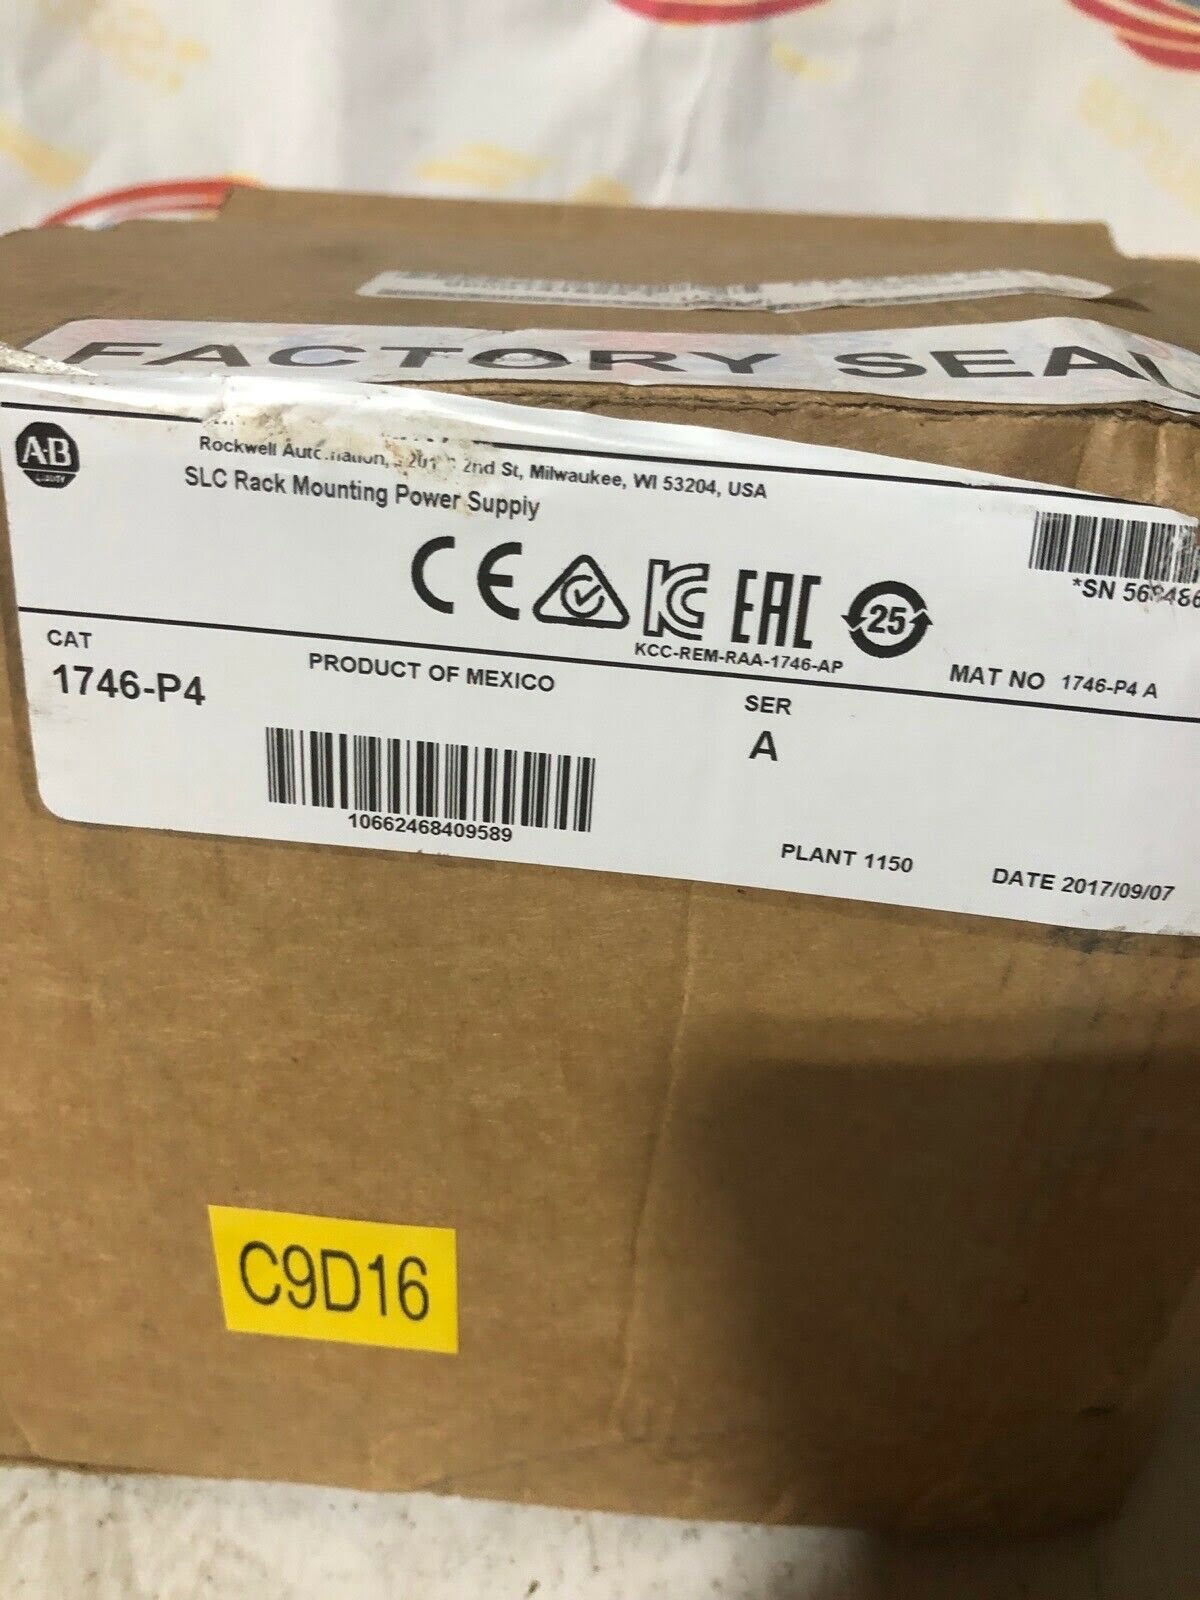 FACTORY SEAL
A·B
Rockwell Automation, 2nd St, Milwaukee, WI 53204, USA
SLC Rack Mounting Power Supply
*SN
CE KC EAC 25
KCC-REM-RAA-1746-AP
CAT
1746-P4
PRODUCT OF MEXICO
SER
A
MAT NO 1746-P4 A
10662468409589
PLANT 1150
DATE 2017/09/07
C9D16